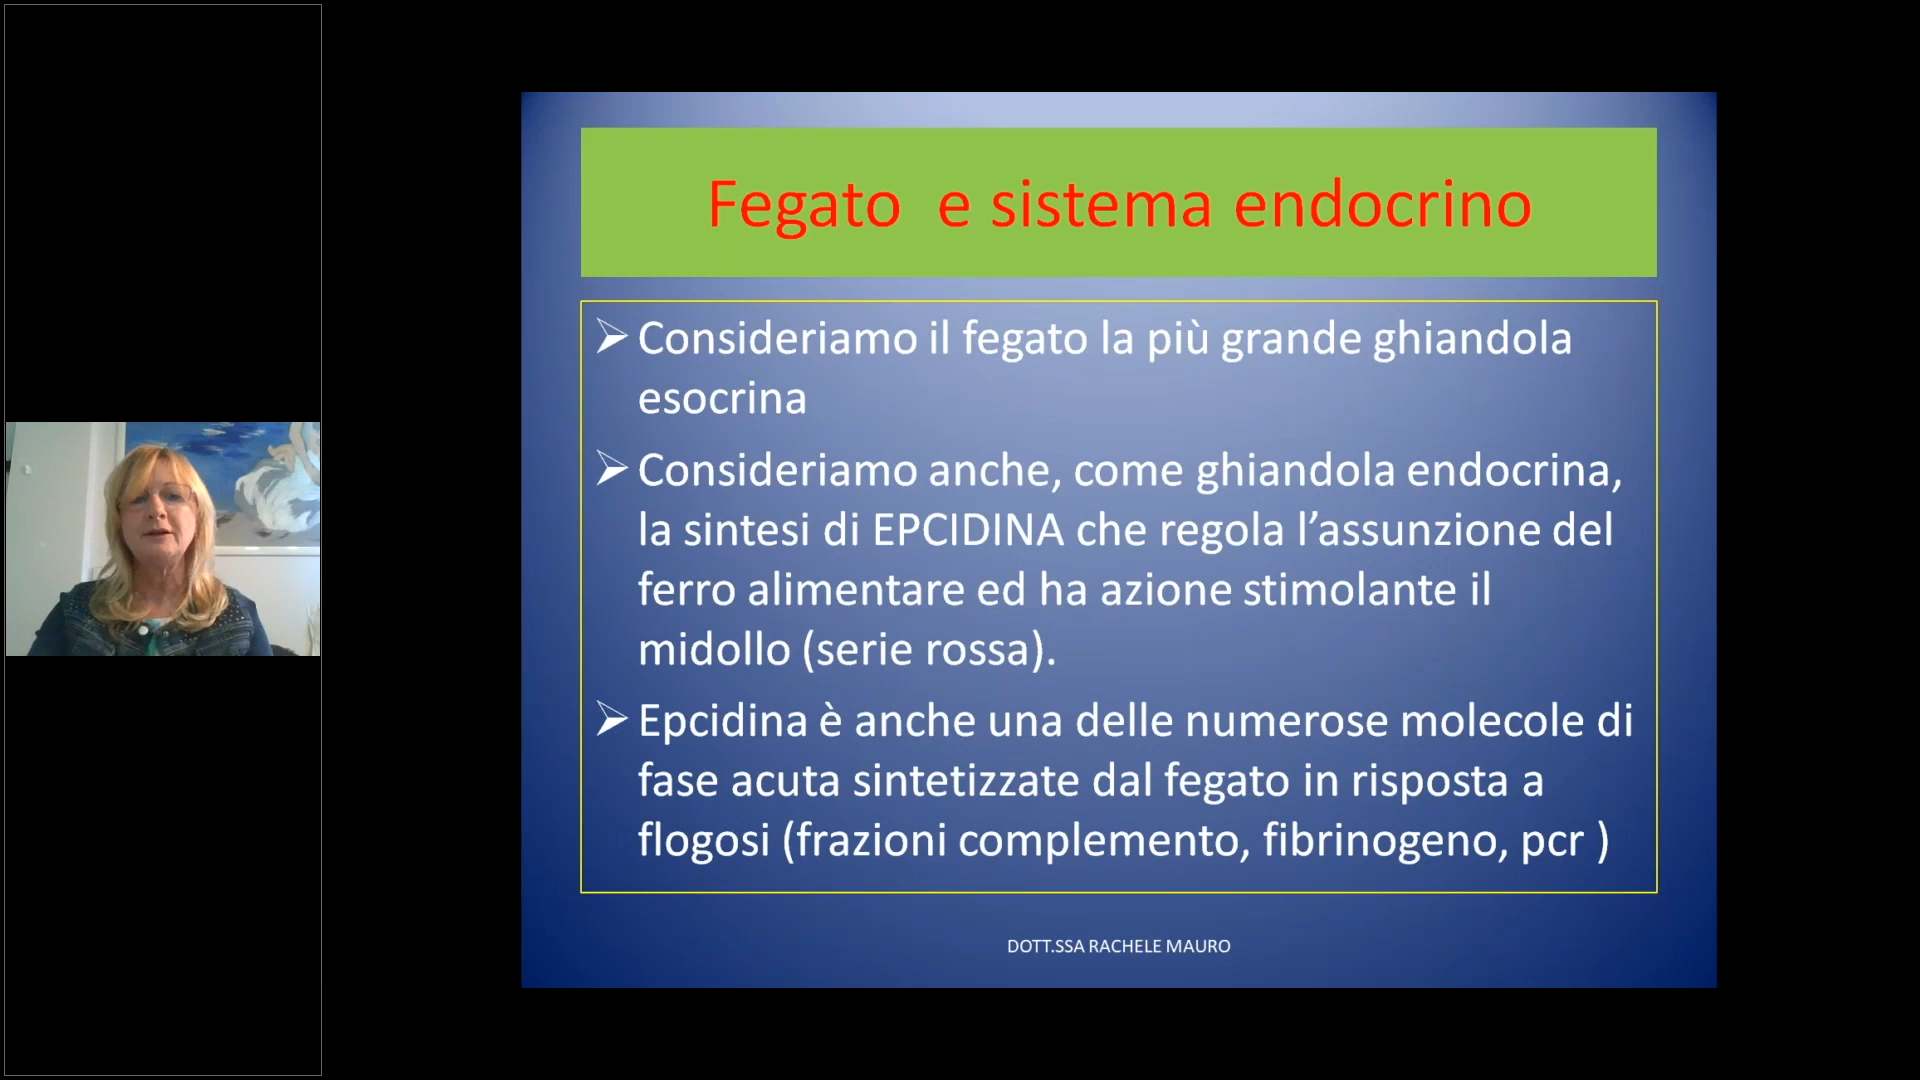 Fegato e sistema endocrino
Consideriamo il fegato la più grande ghiandola
esocrina
Consideriamo anche, come ghiandola endocrina,
la sintesi di EPCIDINA che regola l’assunzione del
ferro alimentare ed ha azione stimolante il
midollo (serie rossa).
Epcidina è anche una delle numerose molecole di
fase acuta sintetizzate dal fegato in risposta a
flogosi (frazioni complemento, fibrinogeno, pcr )
DOTT.SSA RACHELE MAURO